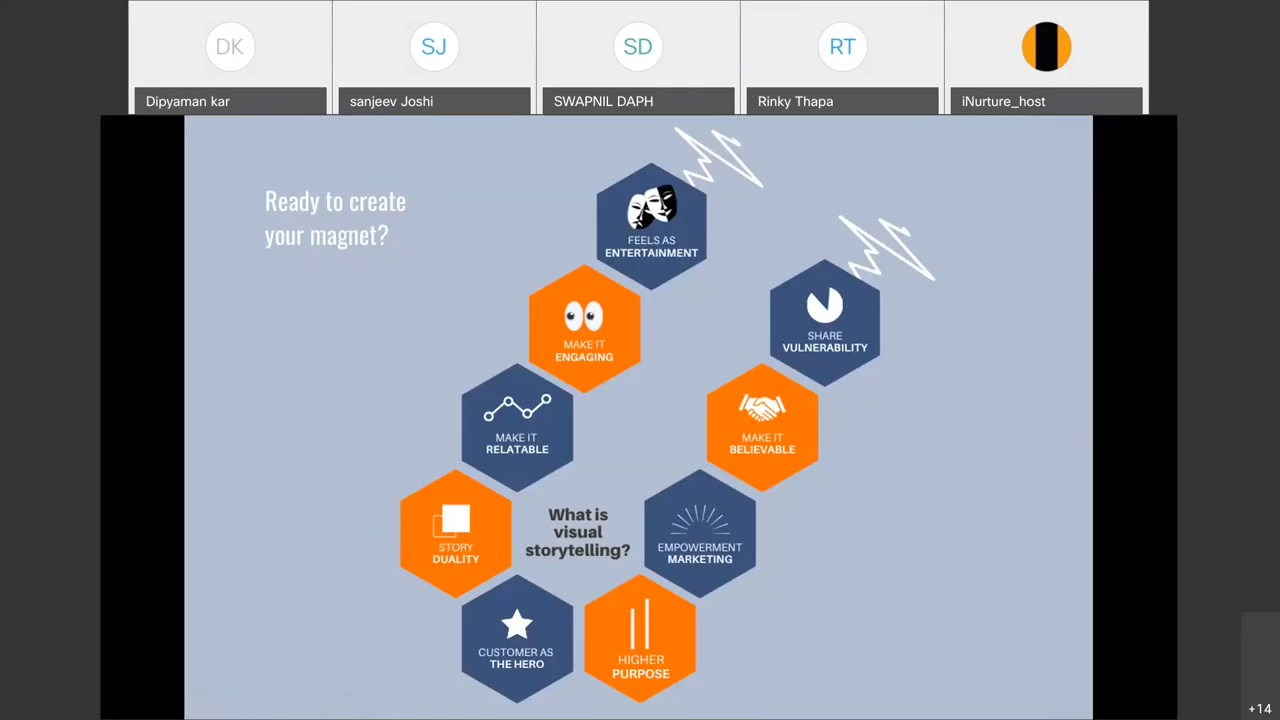 DK
SJ
SD
RT
Dipyaman kar
sanjeev Joshi
SWAPNIL DAPH
Rinky Thapa
iNurture_host
Ready to create
your magnet?
FEELS AS
ENTERTAINMENT
MAKE IT
ENGAGING
SHARE
VULNERABILITY
MAKE IT
RELATABLE
MAKE IT
BELIEVABLE
STORY
DUALITY
What is
visual
storytelling?
EMPOWERMENT
MARKETING
CUSTOMER AS
THE HERO
HIGHER
PURPOSE
+14